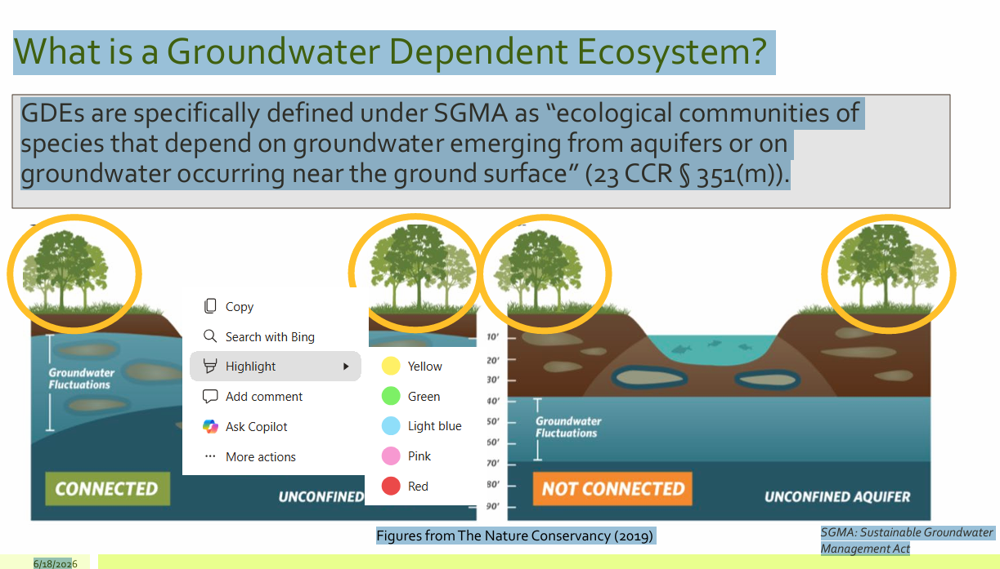 What is a Groundwater Dependent Ecosystem?
GDEs are specifically defined under SGMA as “ecological communities of
species that depend on groundwater emerging from aquifers or on
groundwater occurring near the ground surface” (23 CCR § 351(m)).
Groundwater
Fluctuations
CONNECTED
UNCONFINED
Copy
Search with Bing
Highlight
Add comment
Ask Copilot
More actions
Yellow
Green
Light blue
Pink
Red
10'
20'
30'
40'
50'
60'
70'
80'
90'
Groundwater
Fluctuations
NOT CONNECTED
UNCONFINED AQUIFER
Figures from The Nature Conservancy (2019)
SGMA: Sustainable Groundwater
Management Act
6/18/2026